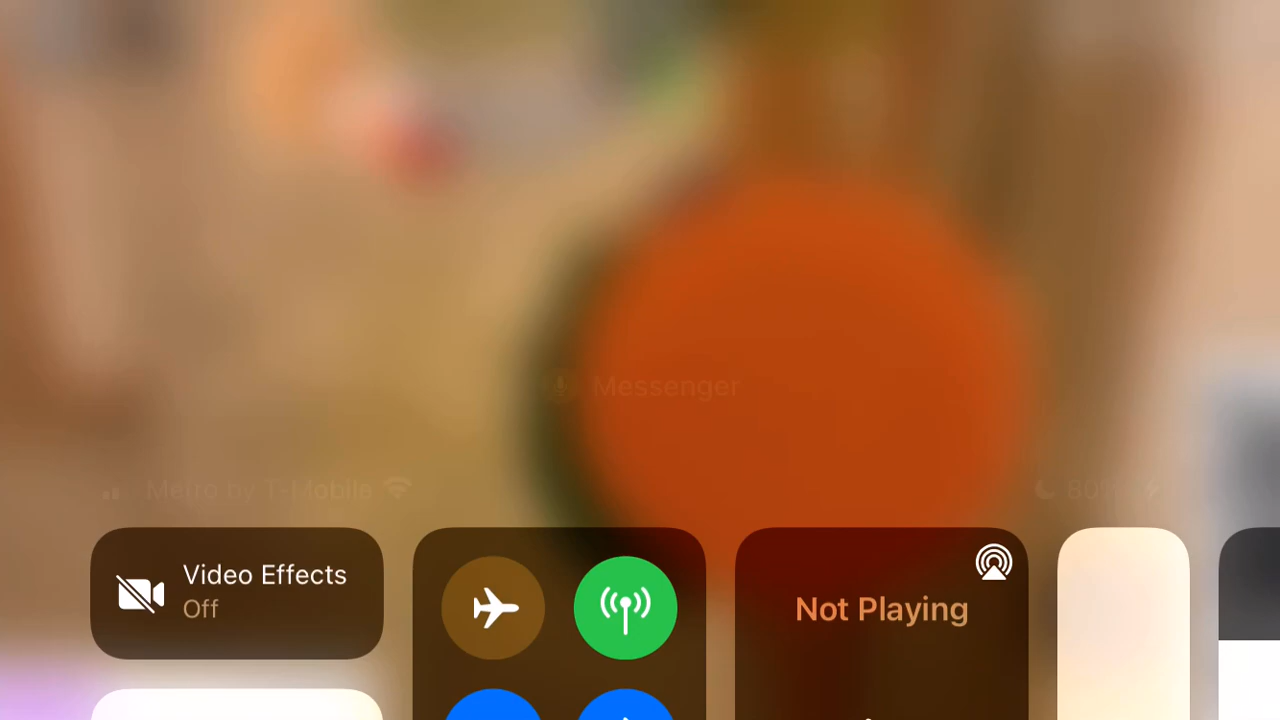 Messenger
Metro by T-Mobile
Video Effects
Off
Not Playing